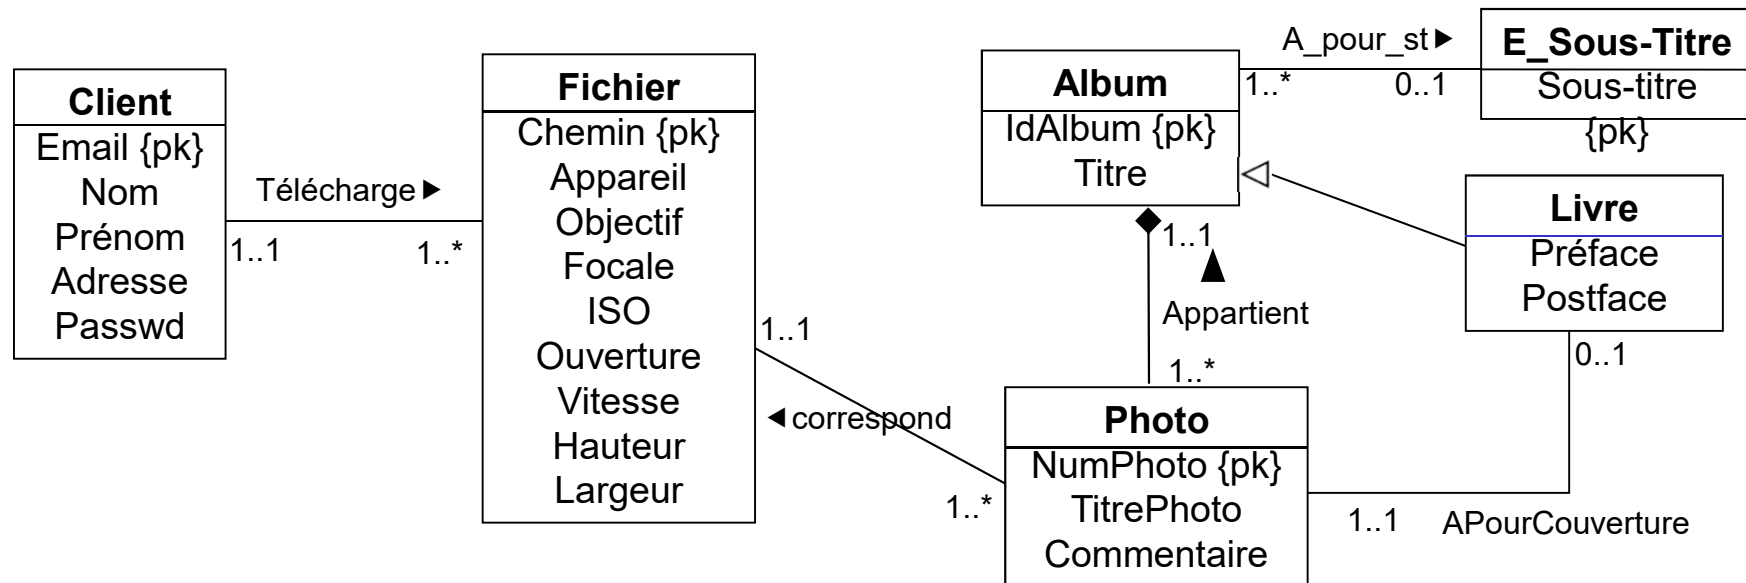 Client
Email {pk}
Nom
Prénom
Adresse
Passwd
Télécharge
1..1
1..*
Fichier
Chemin {pk}
Appareil
Objectif
Focale
ISO
Ouverture
Vitesse
Hauteur
Largeur
1..1
correspond
1..*
Album
IdAlbum {pk}
Titre
A_pour_st
1..*
0..1
E_Sous-Titre
Sous-titre
{pk}
Livre
Préface
Postface
1..1
Appartient
1..*
0..1
Photo
NumPhoto {pk}
TitrePhoto
Commentaire
1..1
APourCouverture